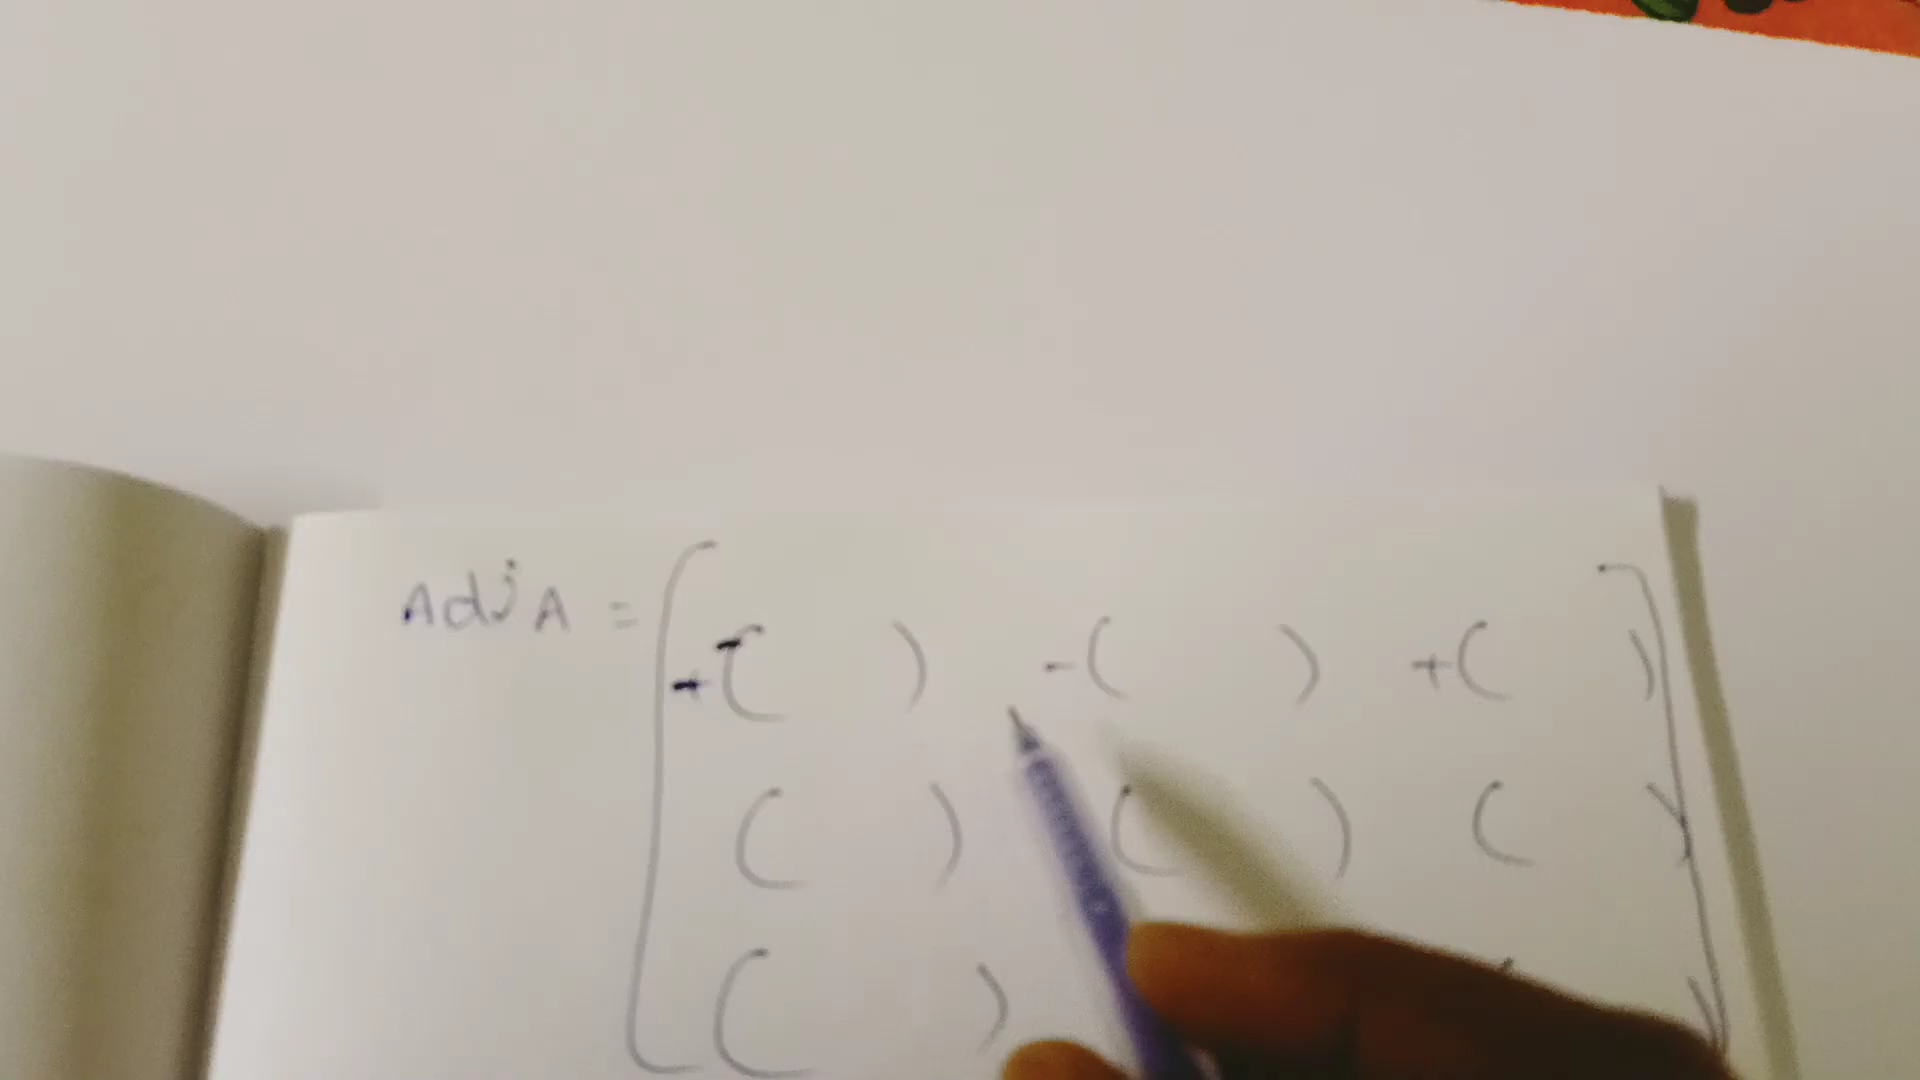 Adj A = [ +( ) -( ) +( ) ]
( ) ( ) ( )
( ) )